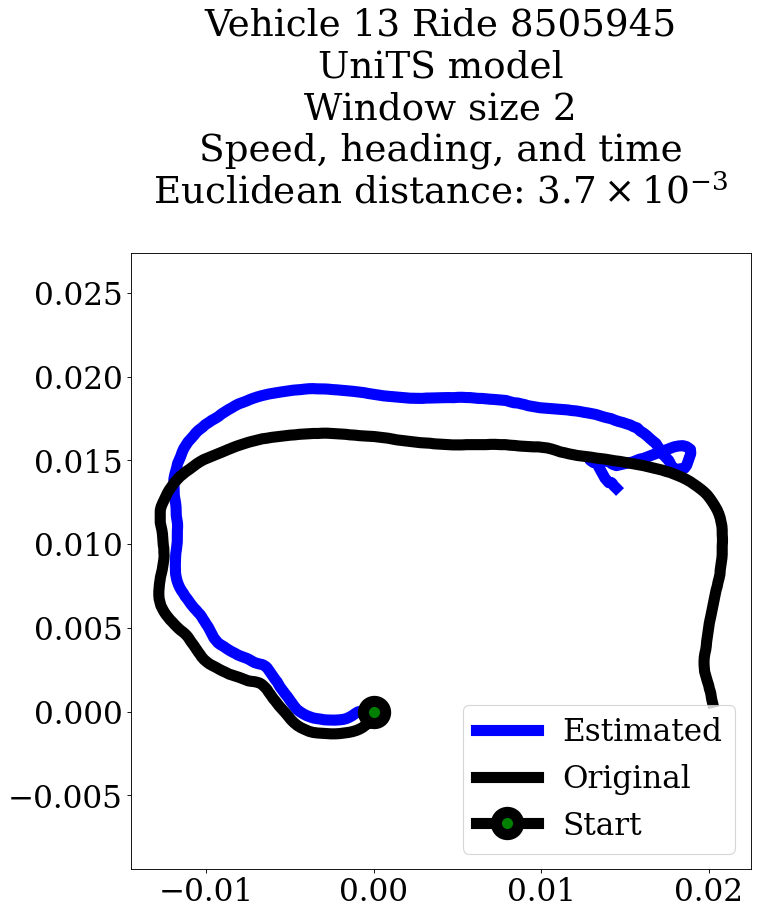 Vehicle 13 Ride 8505945
UniTS model
Window size 2
Speed, heading, and time
Euclidean distance: 3.7 × 10⁻³
0.025
0.020
0.015
0.010
0.005
0.000
−0.005
−0.01
0.00
0.01
0.02
Estimated
Original
Start